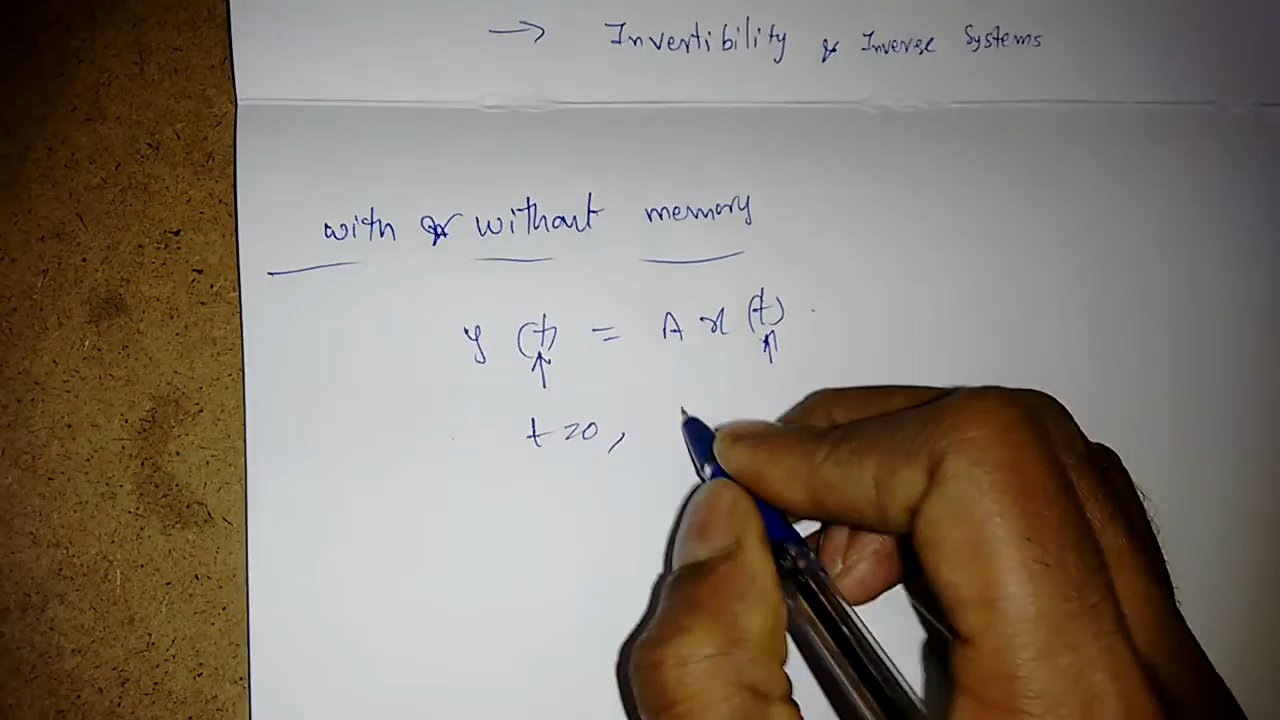 → Invertibility & Inverse Systems
with & without memory
y (t) = A x (t)
t=0,